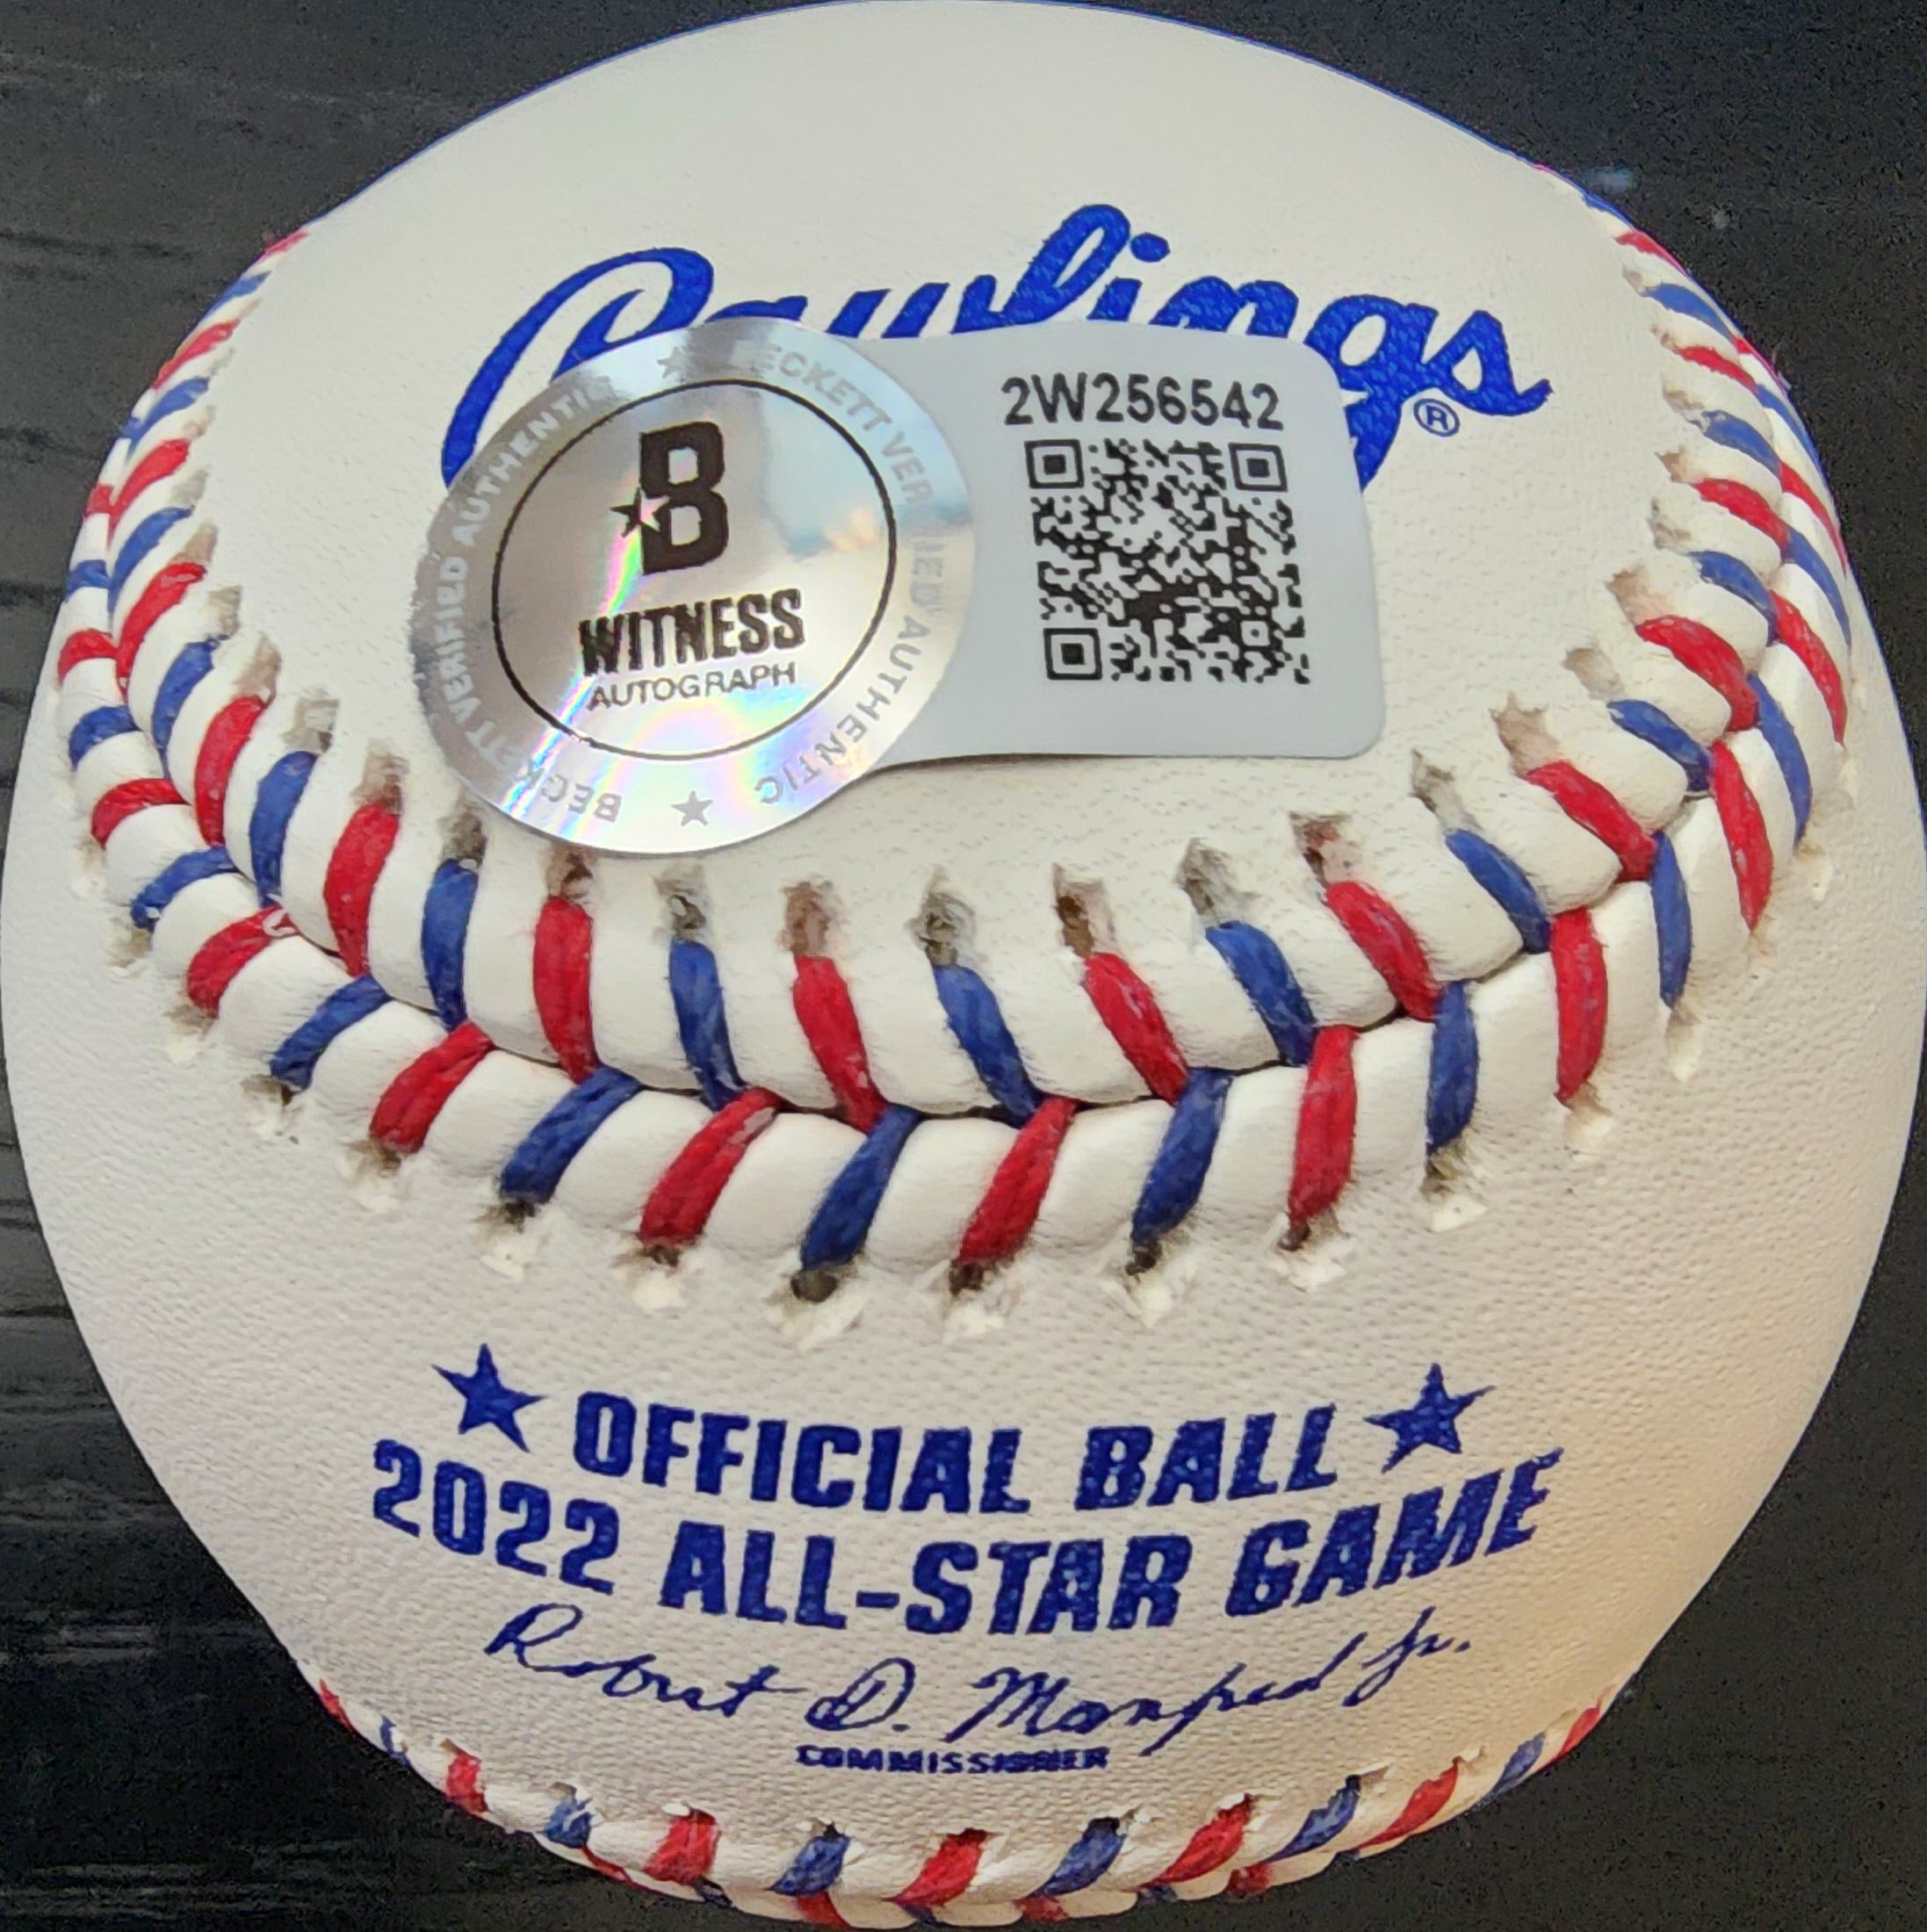 Rawlings ®
2W256542
BECKETT VERIFIED AUTHENTIC ★ BECKETT VERIFIED AUTHENTIC ★
B
WITNESS
AUTOGRAPH
★ OFFICIAL BALL ★
2022 ALL-STAR GAME
Robert D. Manfred Jr.
COMMISSIONER